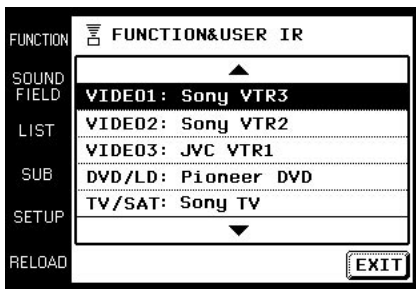 FUNCTION
SOUND
FIELD
LIST
SUB
SETUP
RELOAD
FUNCTION&USER IR
VIDEO1: Sony VTR3
VIDEO2: Sony VTR2
VIDEO3: JVC VTR1
DVD/LD: Pioneer DVD
TV/SAT: Sony TV
EXIT